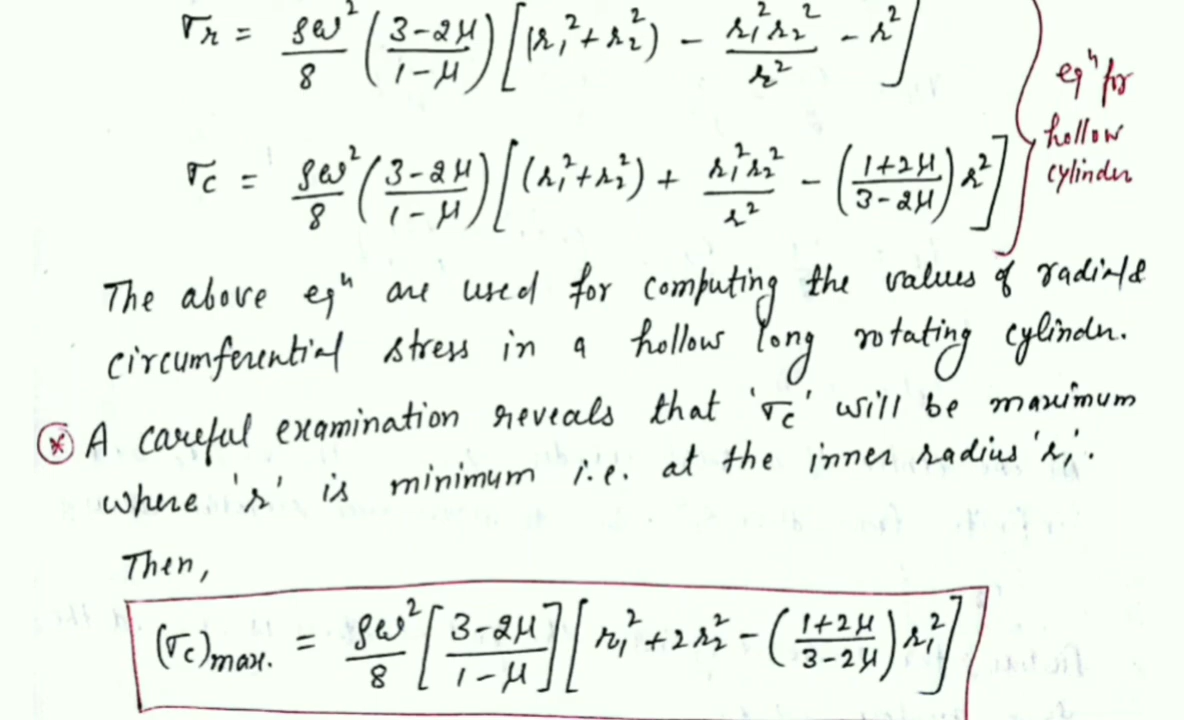 σr = ρω²/8 (3-2μ/1-μ) [(r₁²+r₂²) - r₁²r₂²/r² - r²]
σc = ρω²/8 (3-2μ/1-μ) [(r₁²+r₂²) + r₁²r₂²/r² - (1+2μ/3-2μ) r²]
eqⁿ for
hollow
cylinder
The above eqⁿ are used for computing the values of radial &
circumferential stress in a hollow long rotating cylinder.
* A careful examination reveals that 'σc' will be maximum
where 'r' is minimum i.e. at the inner radius 'r₁'.
Then,
(σc)max. = ρω²/8 [3-2μ/1-μ] [r₁²+2r₂² - (1+2μ/3-2μ) r₁²]